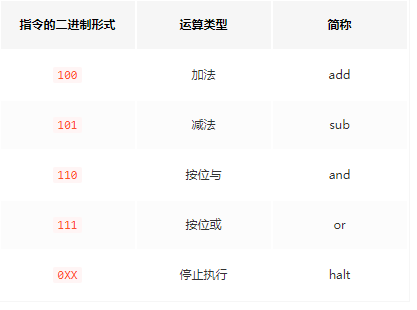 指令的二进制形式 运算类型 简称
100 加法 add
101 减法 sub
110 按位与 and
111 按位或 or
0XX 停止执行 halt